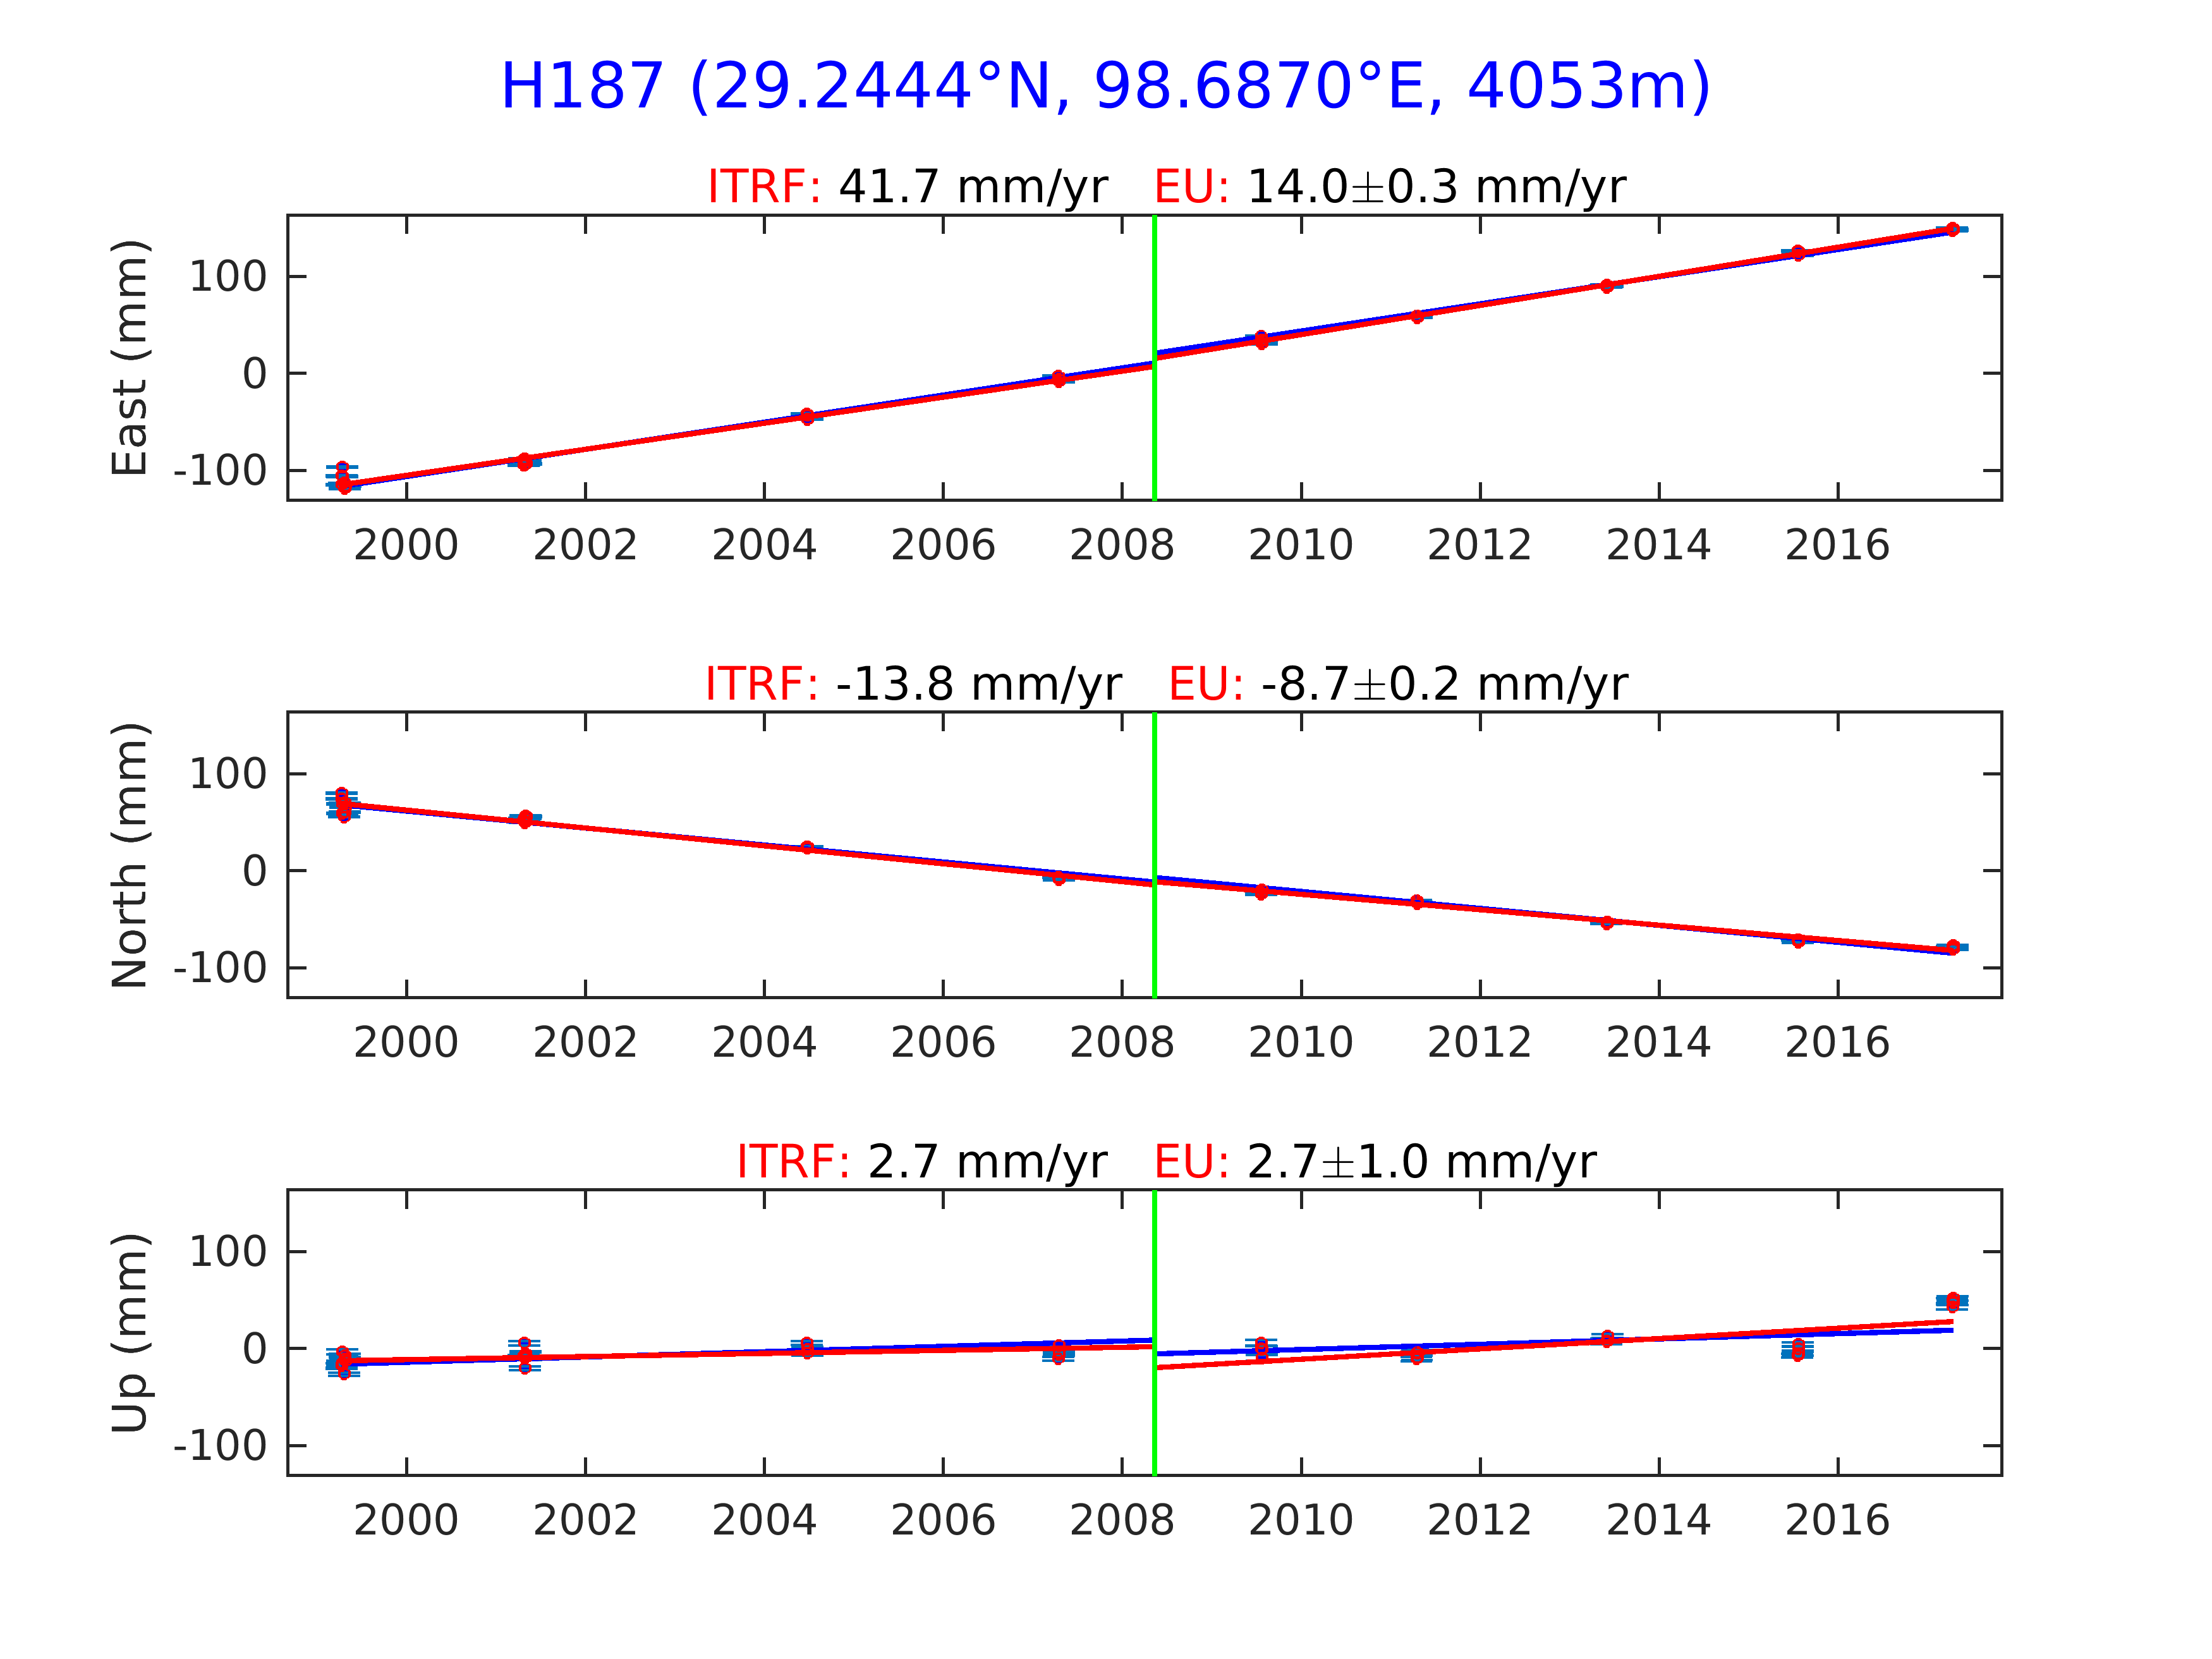 H187 (29.2444°N, 98.6870°E, 4053m)
ITRF: 41.7 mm/yr EU: 14.0±0.3 mm/yr
East (mm)
100
0
-100
2000 2002 2004 2006 2008 2010 2012 2014 2016
ITRF: -13.8 mm/yr EU: -8.7±0.2 mm/yr
North (mm)
100
0
-100
2000 2002 2004 2006 2008 2010 2012 2014 2016
ITRF: 2.7 mm/yr EU: 2.7±1.0 mm/yr
Up (mm)
100
0
-100
2000 2002 2004 2006 2008 2010 2012 2014 2016